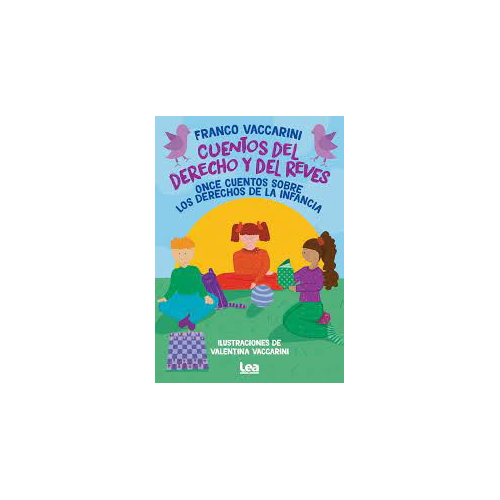 FRANCO VACCARINI
CUENTOS DEL
DERECHO Y DEL REVES
ONCE CUENTOS SOBRE
LOS DERECHOS DE LA INFANCIA
ILUSTRACIONES DE
VALENTINA VACCARINI
Lea